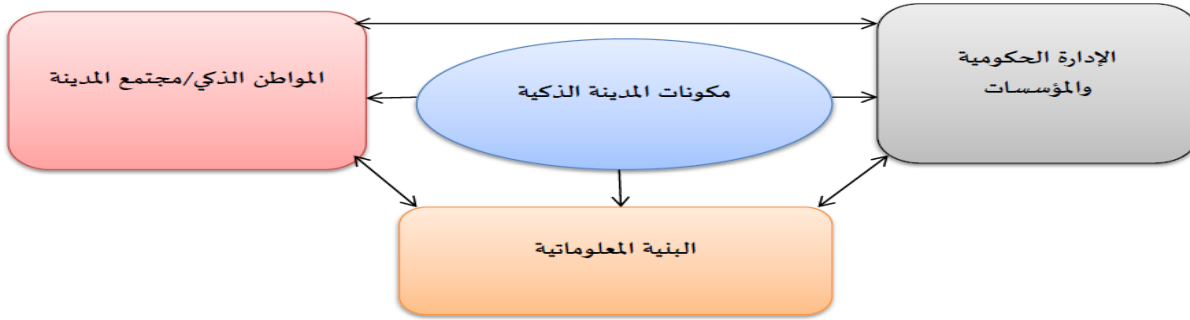 الإدارة الحكومية
والمؤسسات
مكونات المدينة الذكية
المواطن الذكي/مجتمع المدينة
البنية المعلوماتية